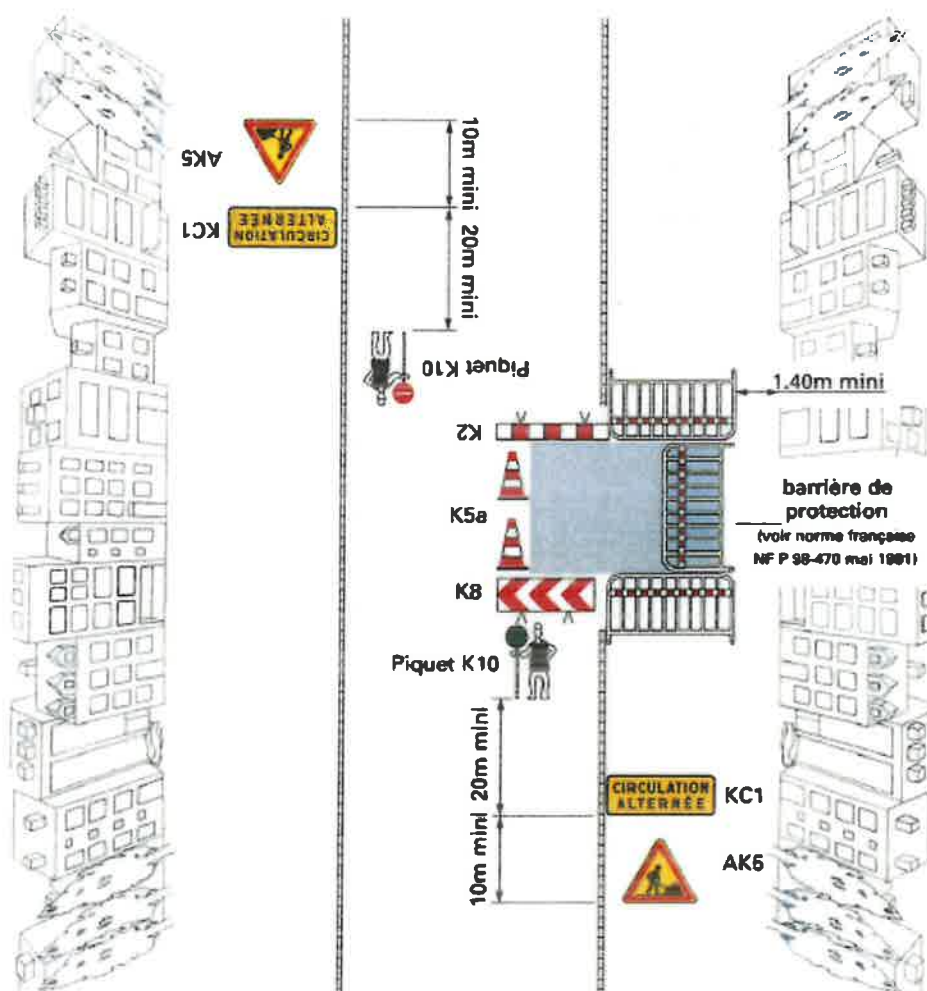 AK5
10m mini
KC1
CIRCULATION
ALTERNÉE
20m mini
Piquet K10
1.40m mini
K2
K5a
barrière de
protection
(voir norme française
NF P 98-470 mai 1991)
K8
Piquet K10
20m mini
CIRCULATION
ALTERNÉE
KC1
10m mini
AK5